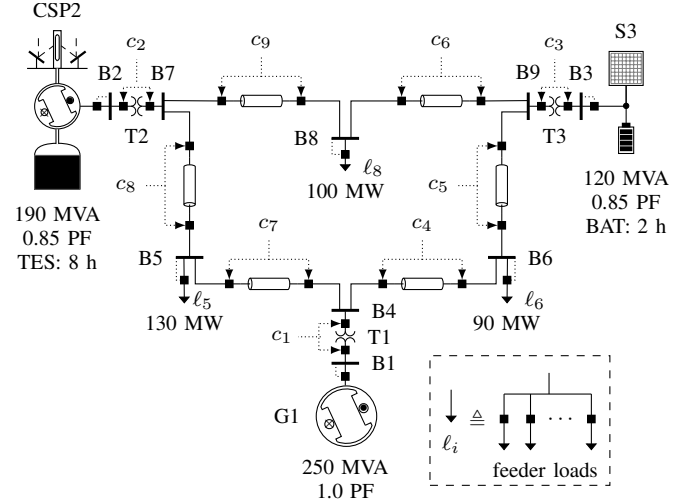 CSP2
S3
c2
c9
c6
c3
B2
B7
B9
B3
T2
T3
B8
ℓ8
100 MW
c8
c5
190 MVA
0.85 PF
TES: 8 h
120 MVA
0.85 PF
BAT: 2 h
c7
c4
B5
B6
ℓ5
ℓ6
130 MW
90 MW
B4
c1
T1
B1
G1
250 MVA
1.0 PF
ℓi ≜ · · ·
feeder loads